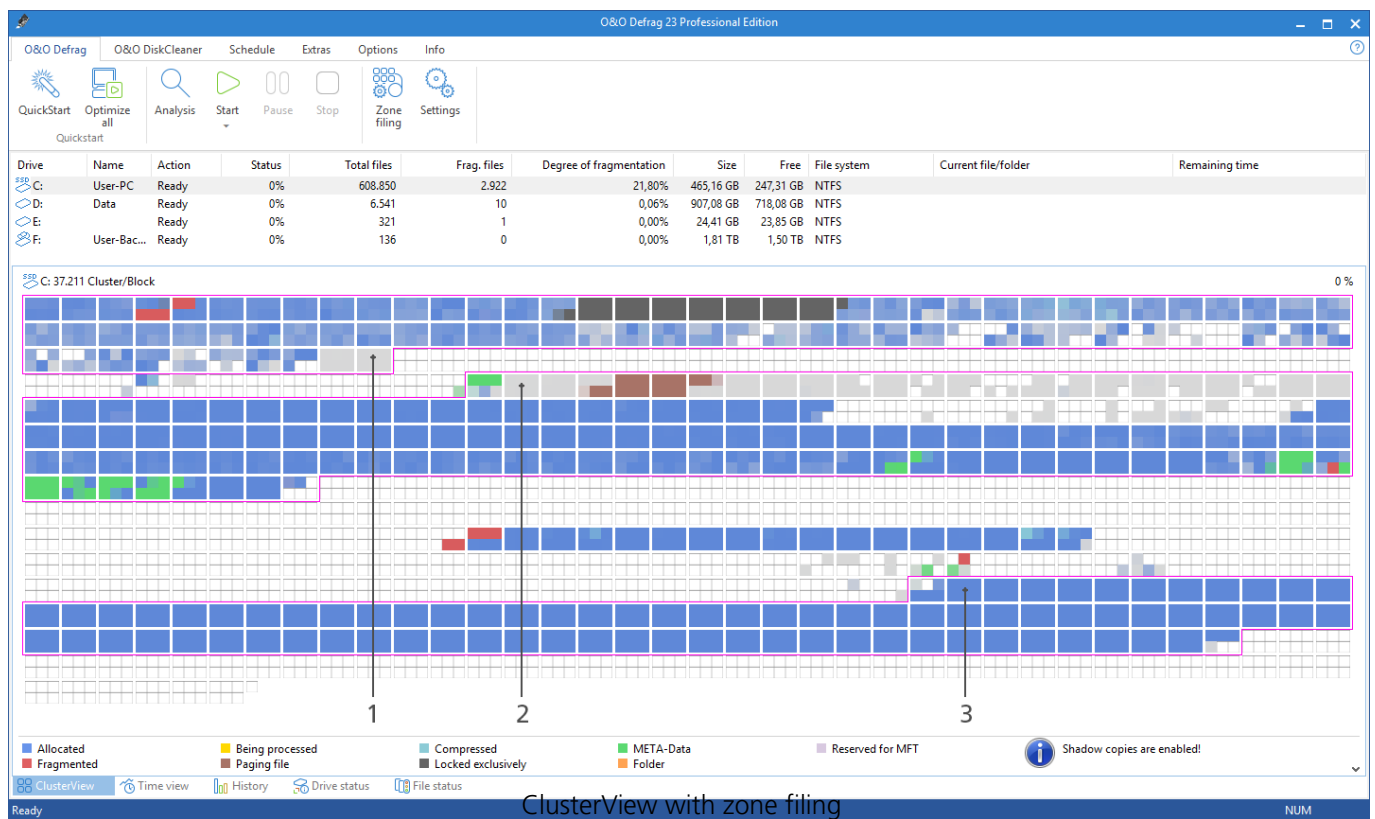 O&O Defrag 23 Professional Edition
O&O Defrag O&O DiskCleaner Schedule Extras Options Info
QuickStart Optimize all Analysis Start Pause Stop Zone filing Settings
Quickstart
Drive Name Action Status Total files Frag. files Degree of fragmentation Size Free File system Current file/folder Remaining time
SSD C: User-PC Ready 0% 608.850 2.922 21,80% 465,16 GB 247,31 GB NTFS
D: Data Ready 0% 6.541 10 0,06% 907,08 GB 718,08 GB NTFS
E: Ready 0% 321 1 0,00% 24,41 GB 23,85 GB NTFS
F: User-Bac... Ready 0% 136 0 0,00% 1,81 TB 1,50 TB NTFS
SSD C: 37.211 Cluster/Block 0 %
1 2 3
Allocated Being processed Compressed META-Data Reserved for MFT Shadow copies are enabled!
Fragmented Paging file Locked exclusively Folder
ClusterView Time view History Drive status File status
ClusterView with zone filing
Ready NUM